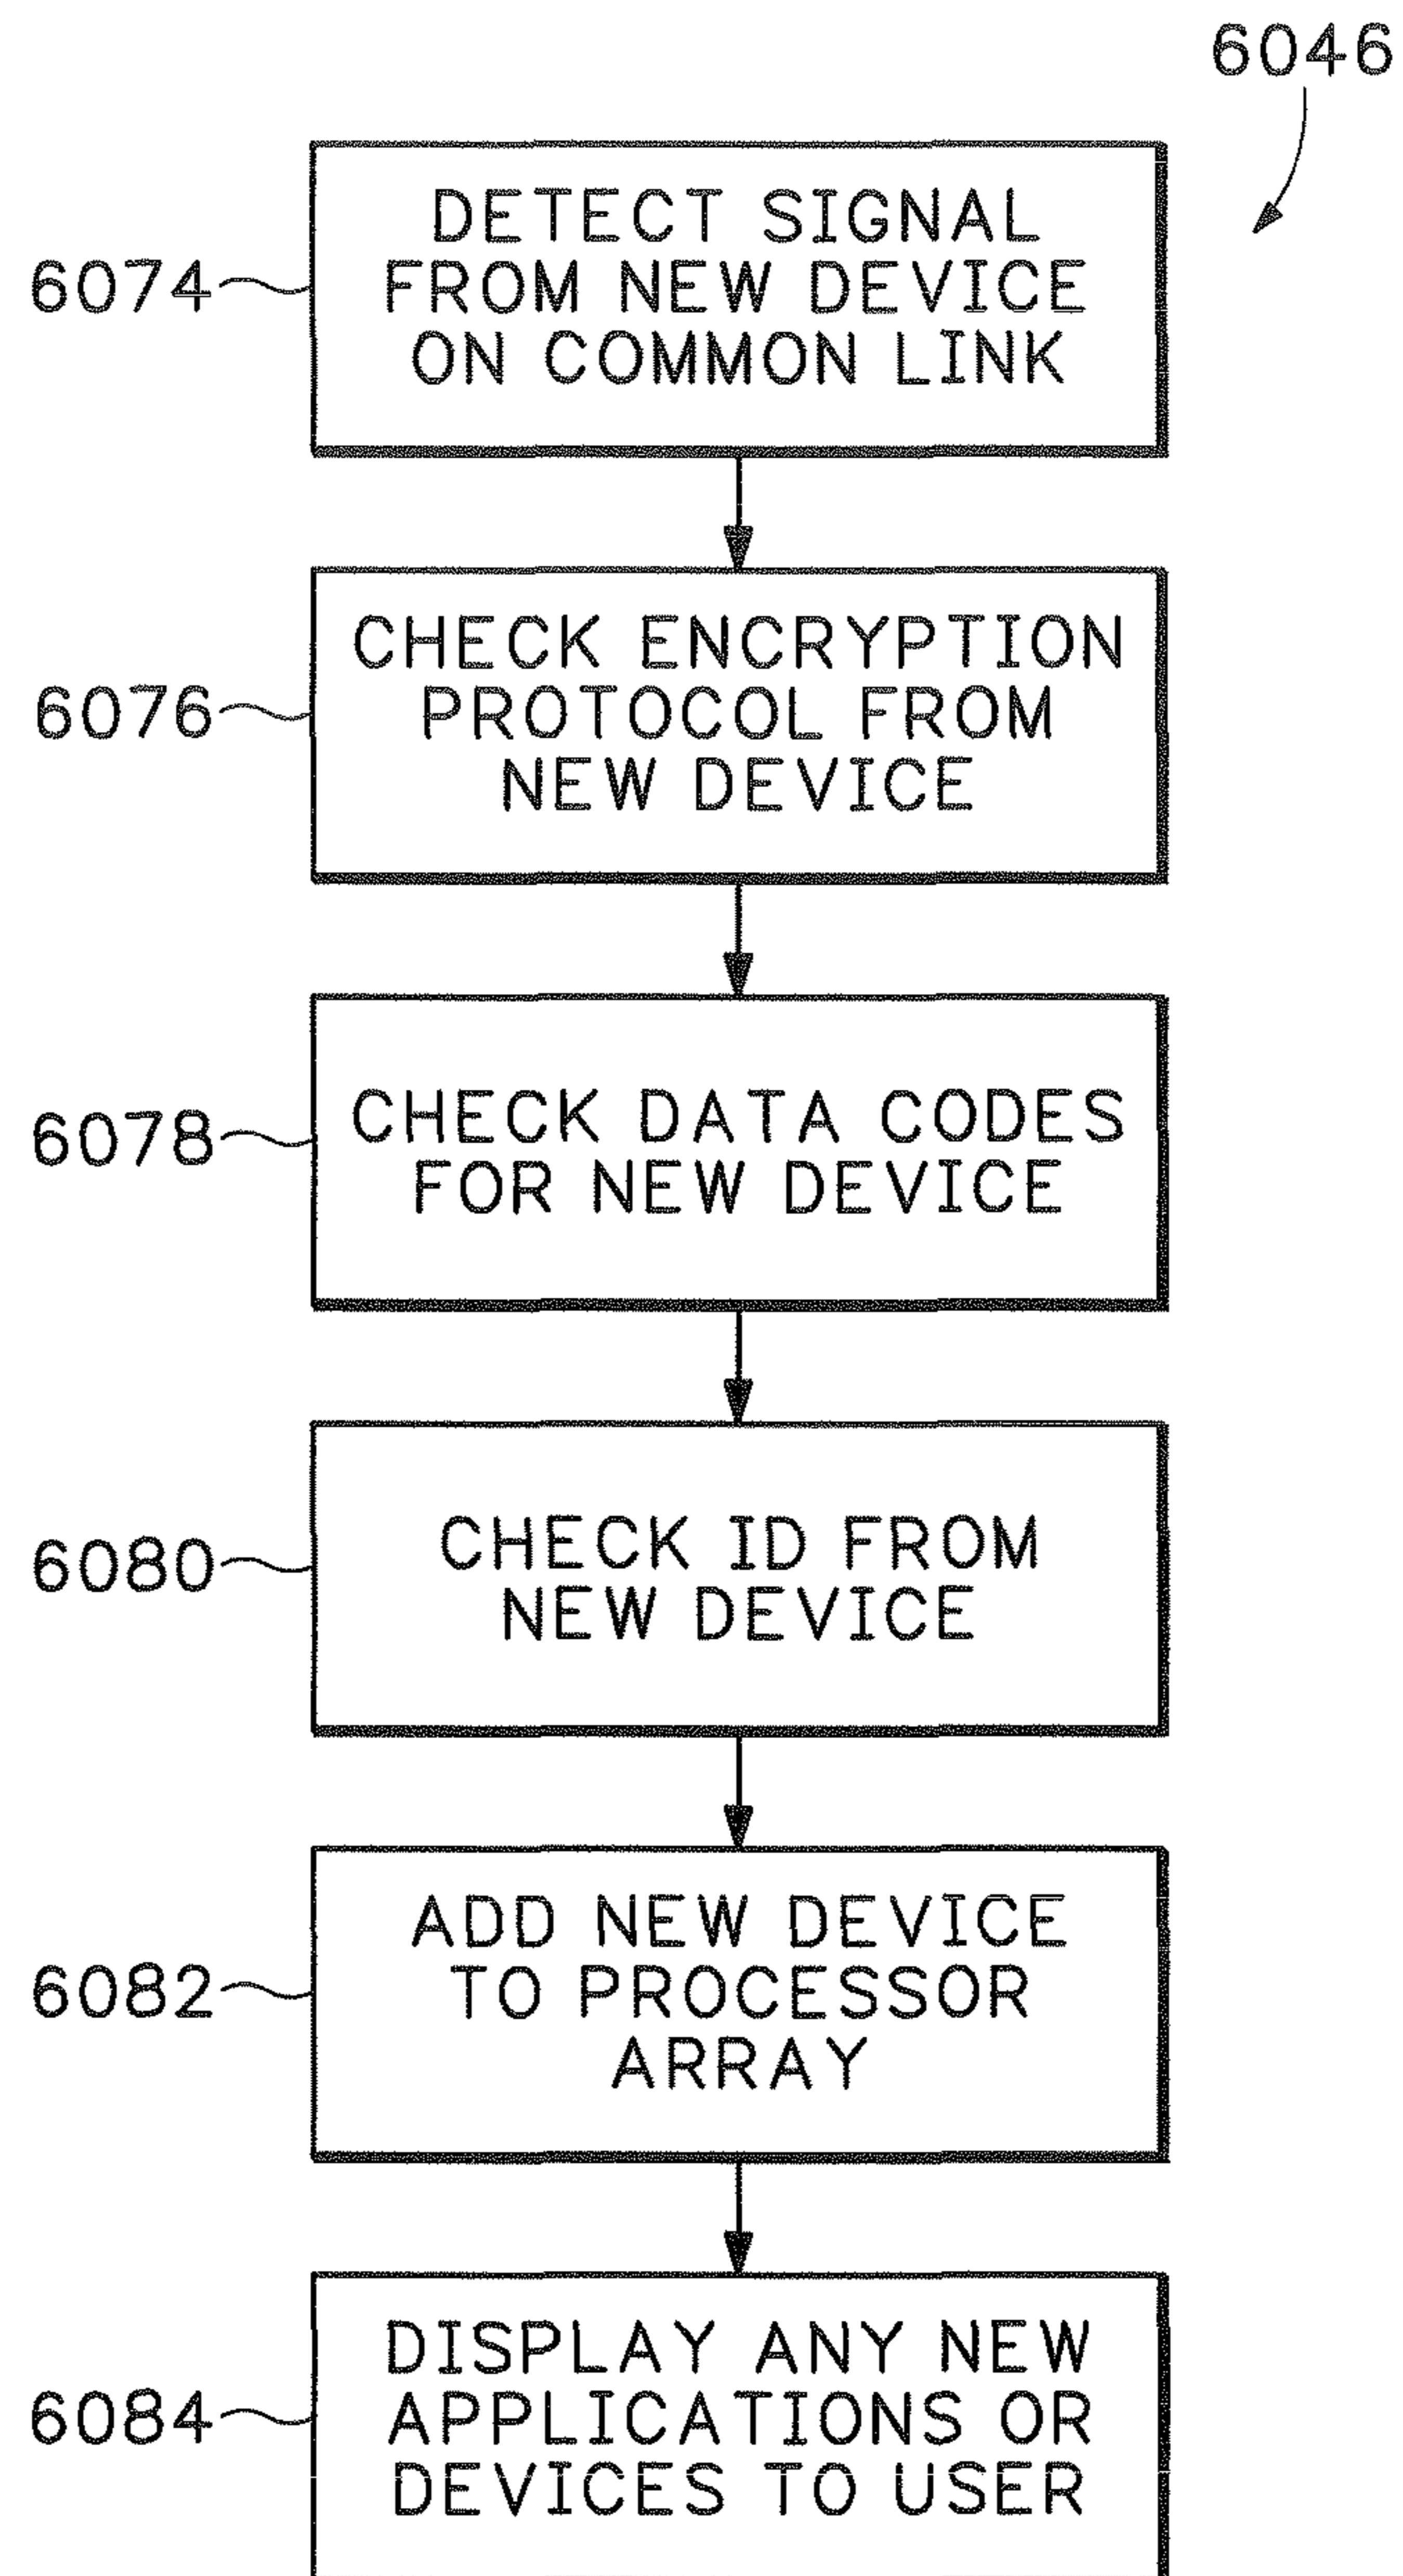 6046
DETECT SIGNAL
FROM NEW DEVICE
ON COMMON LINK
6074
CHECK ENCRYPTION
PROTOCOL FROM
NEW DEVICE
6076
CHECK DATA CODES
FOR NEW DEVICE
6078
CHECK ID FROM
NEW DEVICE
6080
ADD NEW DEVICE
TO PROCESSOR
ARRAY
6082
DISPLAY ANY NEW
APPLICATIONS OR
DEVICES TO USER
6084